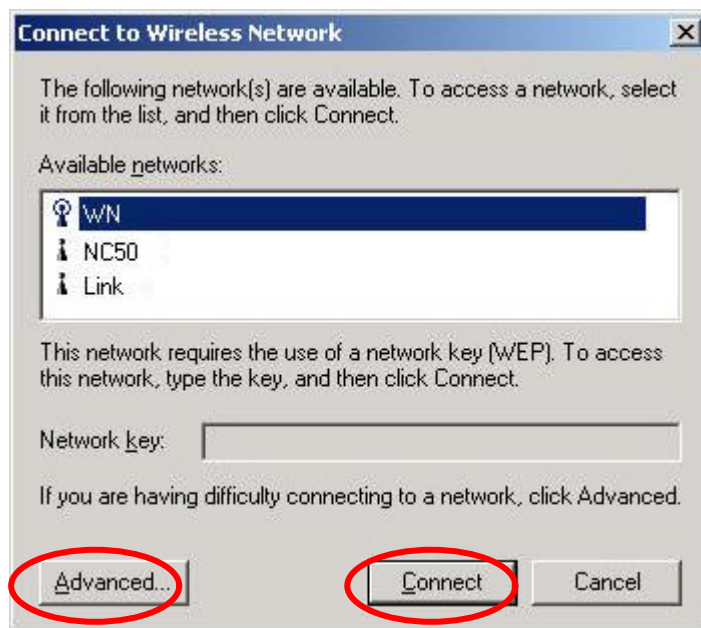 Connect to Wireless Network
The following network(s) are available. To access a network, select
it from the list, and then click Connect.
Available networks:
WN
NC50
Link
This network requires the use of a network key (WEP). To access
this network, type the key, and then click Connect.
Network key:
If you are having difficulty connecting to a network, click Advanced.
Advanced... Connect Cancel